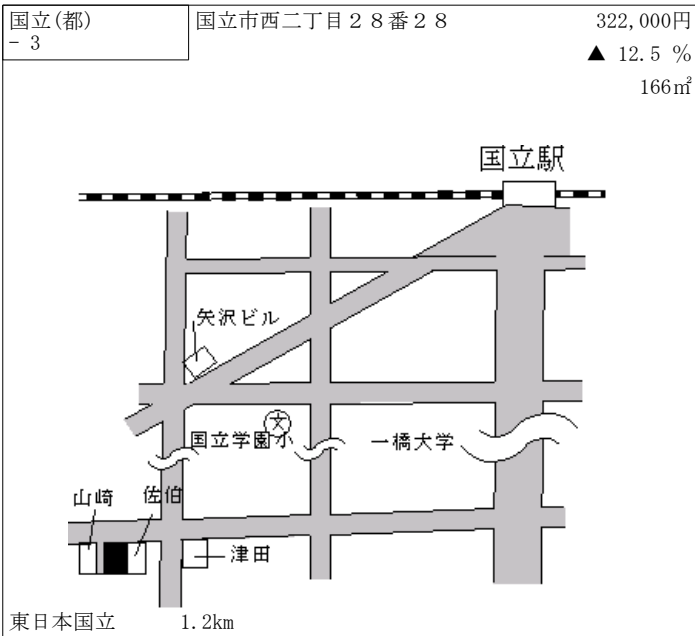 国立(都)
- 3
国立市西二丁目２８番２８
322,000円
▲ 12.5 %
166㎡
国立駅
矢沢ビル
文
国立学園小
一橋大学
山崎
佐伯
津田
東日本国立
1.2km